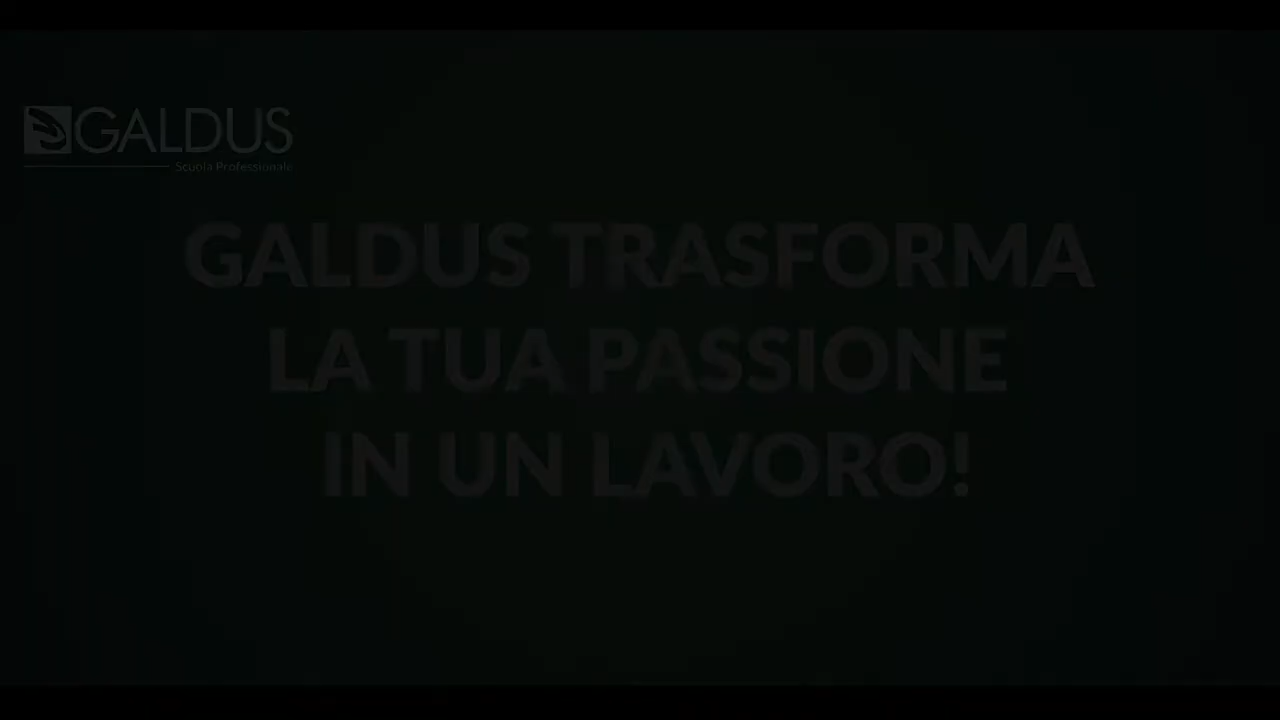 GALDUS
Scuola Professionale
GALDUS TRASFORMA
LA TUA PASSIONE
IN UN LAVORO!